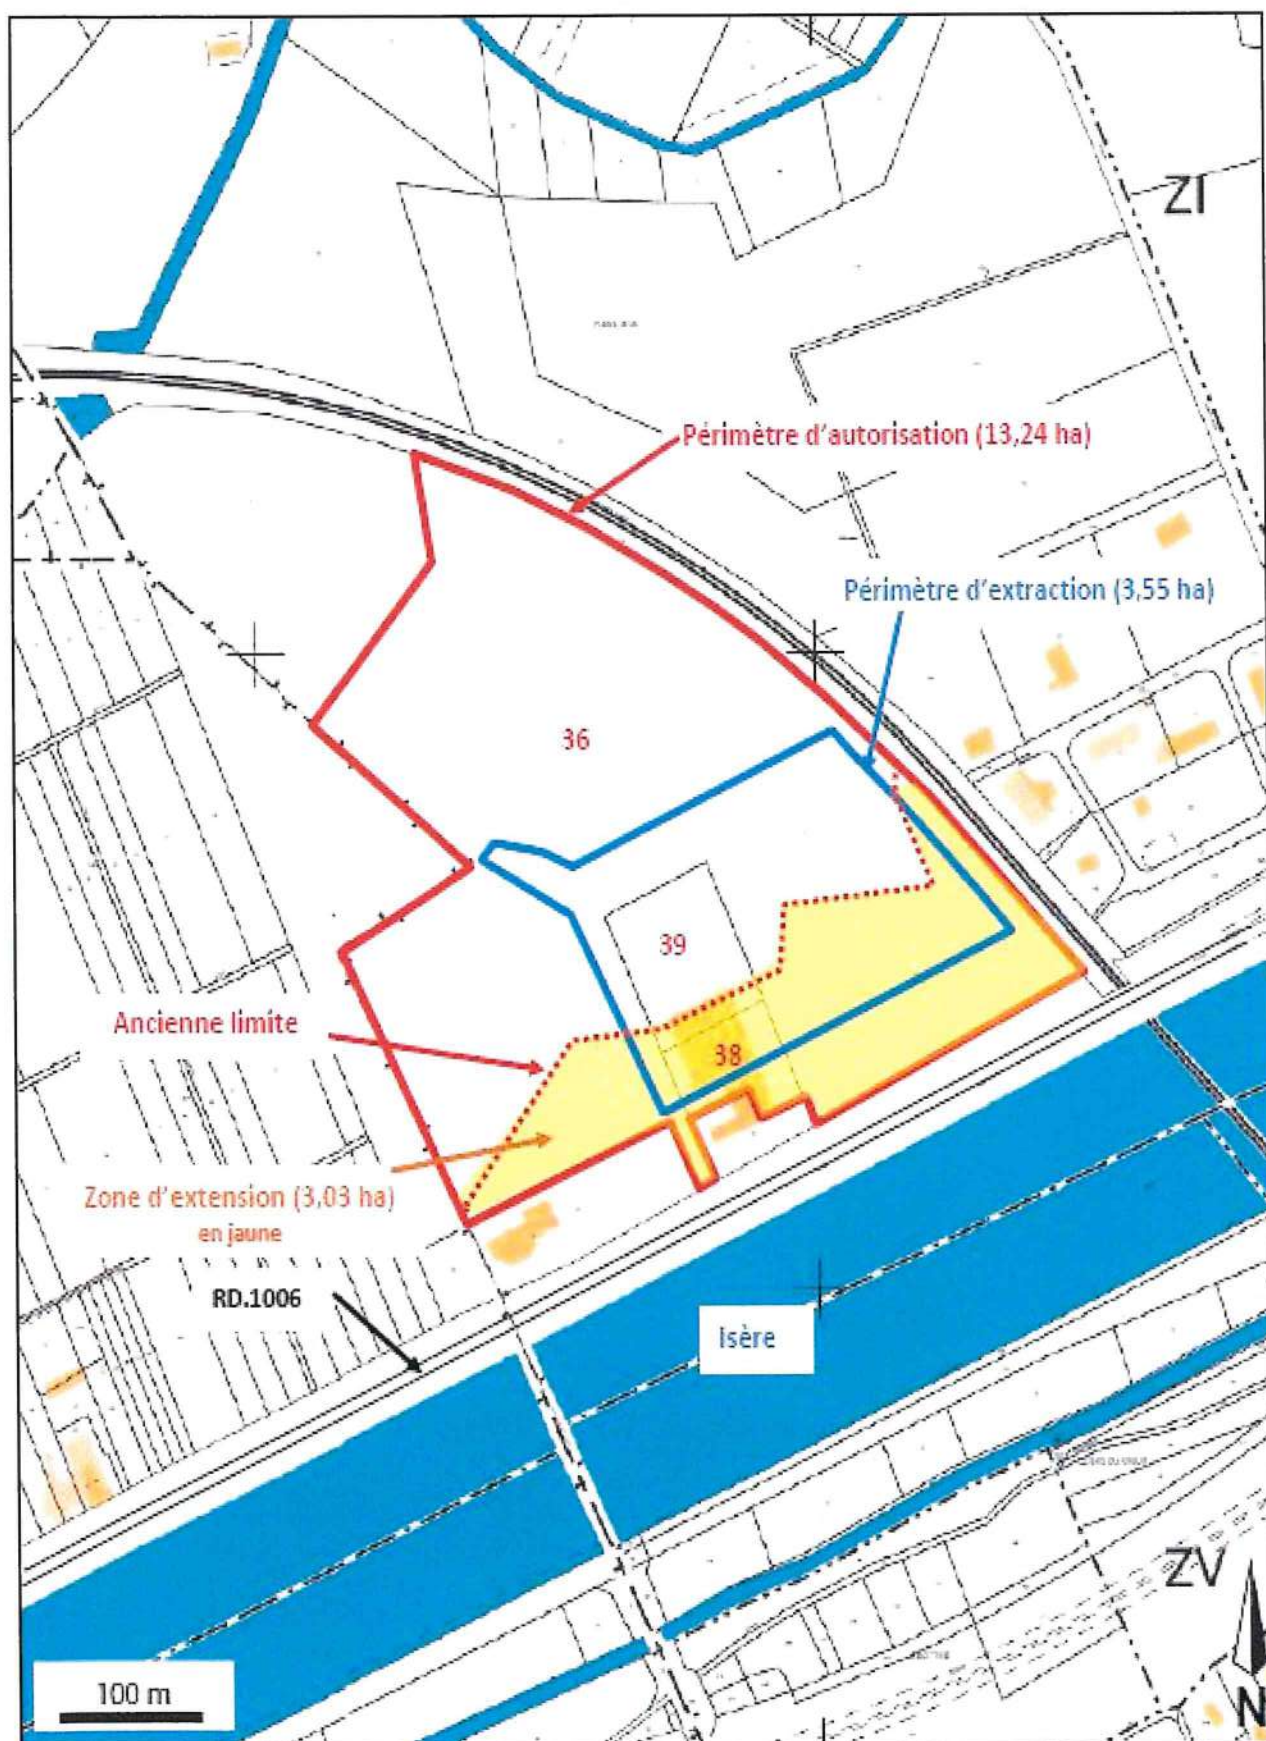 ZI
Périmètre d'autorisation (13,24 ha)
Périmètre d'extraction (3,55 ha)
36
39
Ancienne limite
38
Zone d'extension (3,03 ha)
en jaune
RD.1006
Isère
ZV
100 m
N